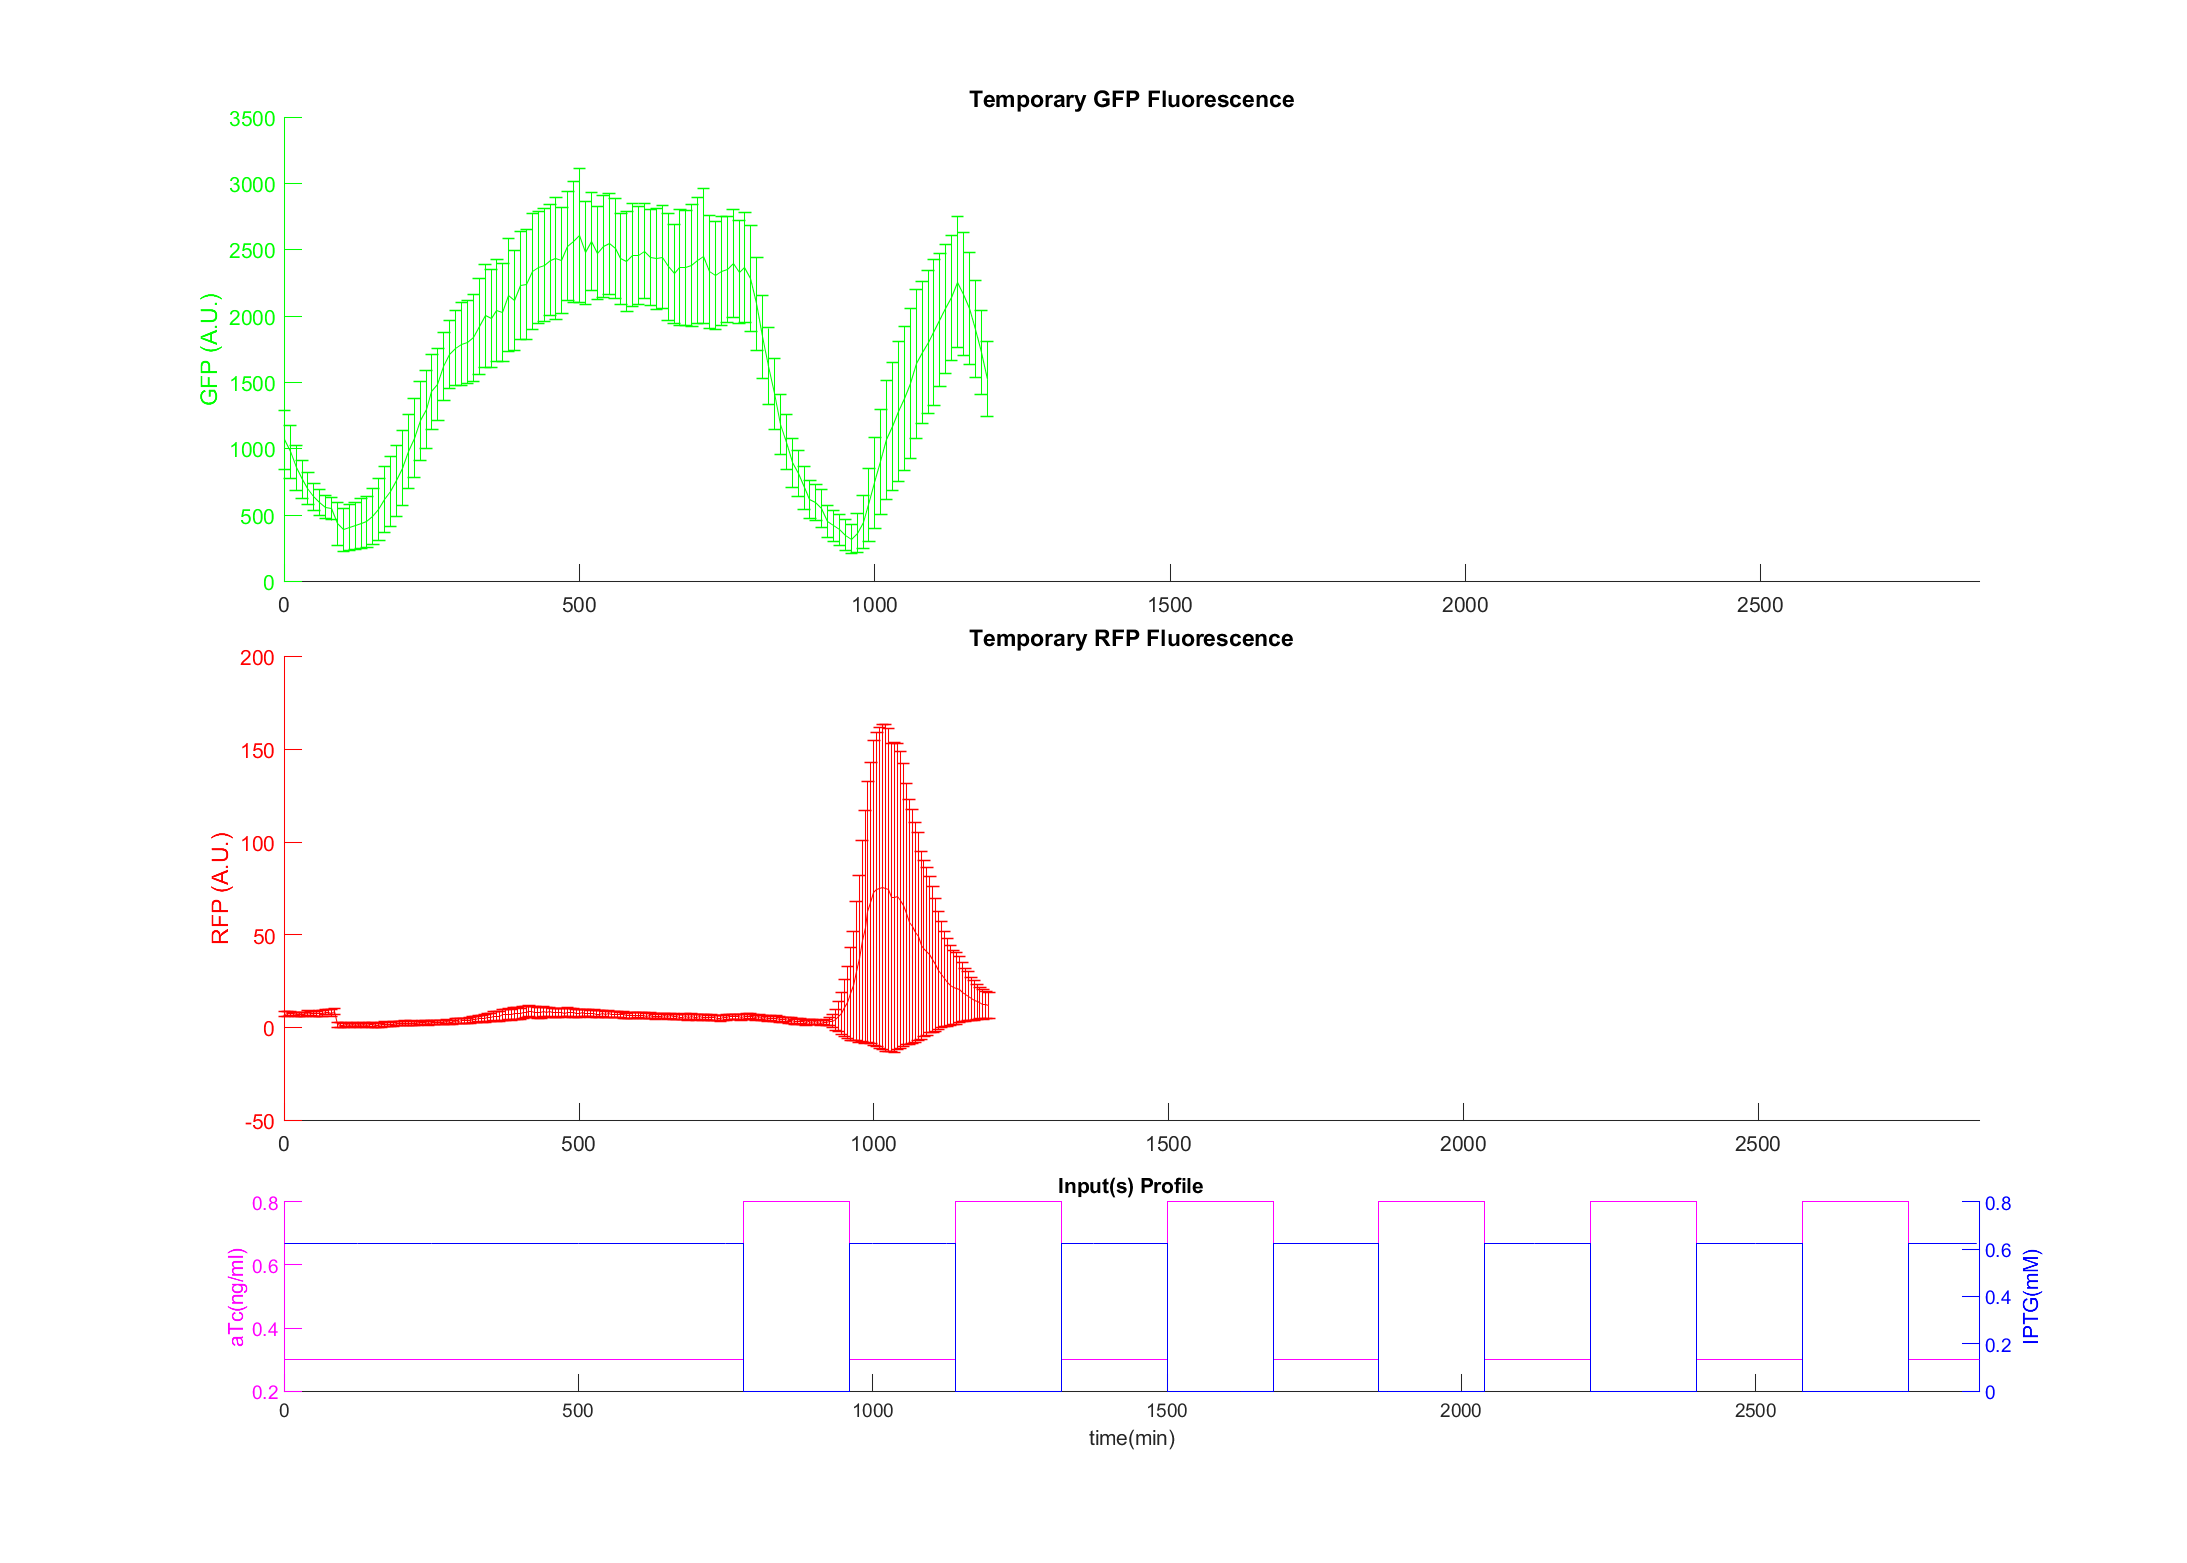 Temporary GFP Fluorescence
3500
3000
2500
2000
1500
1000
500
0
GFP (A.U.)
0 500 1000 1500 2000 2500
Temporary RFP Fluorescence
200
150
100
50
0
-50
RFP (A.U.)
0 500 1000 1500 2000 2500
Input(s) Profile
0.8 0.8
0.6 0.6
0.4 0.4
0.2
0.2 0
aTc(ng/ml)
IPTG(mM)
0 500 1000 1500 2000 2500
time(min)